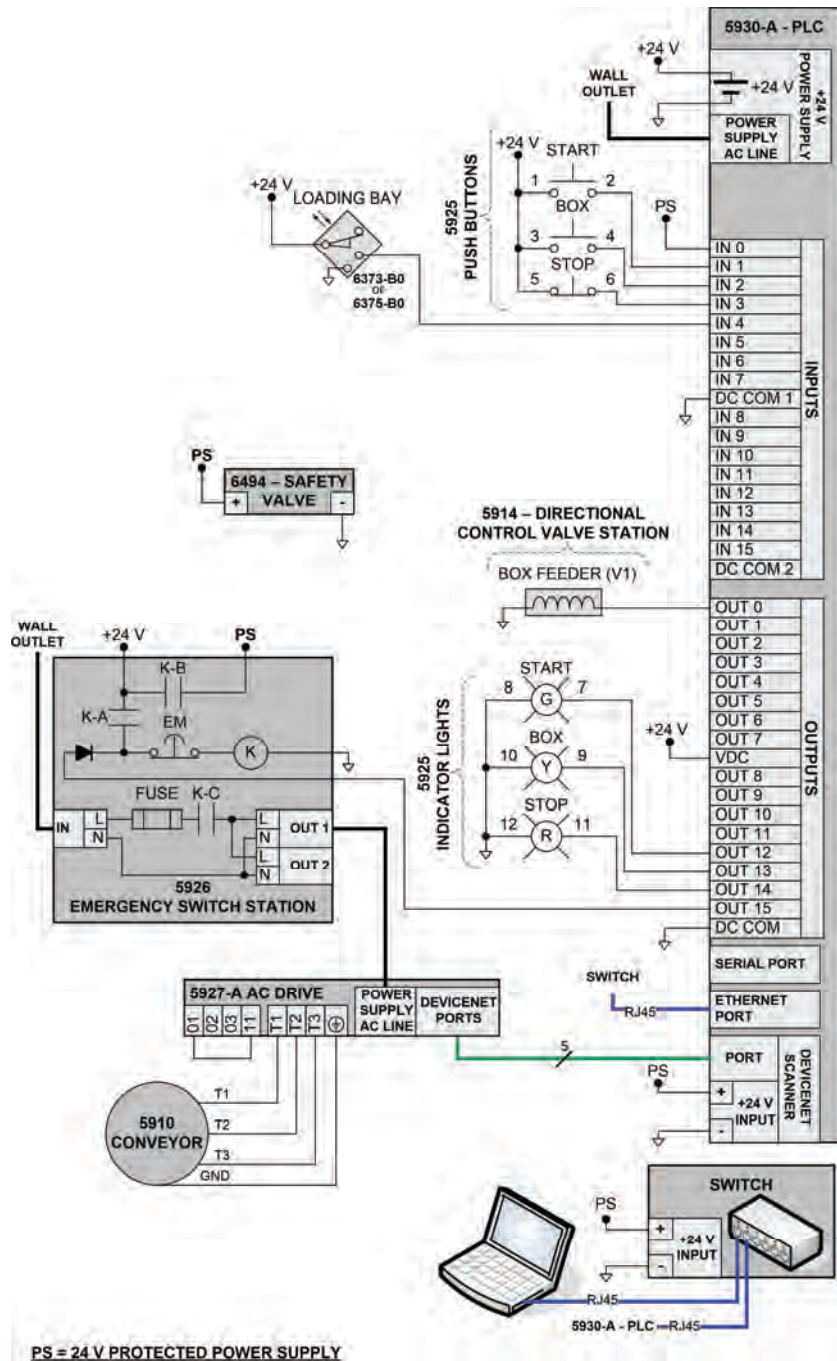 5930-A - PLC
+24 V
+24 V
+24 V
POWER SUPPLY
WALL
OUTLET
POWER
SUPPLY
AC LINE
+24 V
START
1
2
BOX
3
4
STOP
5
6
5925
PUSH BUTTONS
PS
+24 V
LOADING BAY
6373-B0
OR
6375-B0
IN 0
IN 1
IN 2
IN 3
IN 4
IN 5
IN 6
IN 7
DC COM 1
IN 8
IN 9
IN 10
IN 11
IN 12
IN 13
IN 14
IN 15
DC COM 2
INPUTS
PS
6494 – SAFETY
VALVE
+
-
5914 – DIRECTIONAL
CONTROL VALVE STATION
BOX FEEDER (V1)
OUT 0
OUT 1
OUT 2
OUT 3
OUT 4
OUT 5
OUT 6
OUT 7
VDC
OUT 8
OUT 9
OUT 10
OUT 11
OUT 12
OUT 13
OUT 14
OUT 15
DC COM
OUTPUTS
+24 V
START
8
G
7
BOX
10
Y
9
STOP
12
R
11
5925
INDICATOR LIGHTS
WALL
OUTLET
+24 V
PS
K-B
K-A
EM
K
FUSE
K-C
IN
L
N
L
N
OUT 1
L
N
OUT 2
5926
EMERGENCY SWITCH STATION
SERIAL PORT
ETHERNET
PORT
SWITCH
RJ45
5927-A AC DRIVE
01
02
03
11
T1
T2
T3
POWER
SUPPLY
AC LINE
DEVICENET
PORTS
5
PORT
DEVICENET
SCANNER
PS
+
-
+24 V
INPUT
5910
CONVEYOR
T1
T2
T3
GND
SWITCH
PS
+
-
+24 V
INPUT
RJ45
5930-A - PLC
RJ45
PS = 24 V PROTECTED POWER SUPPLY